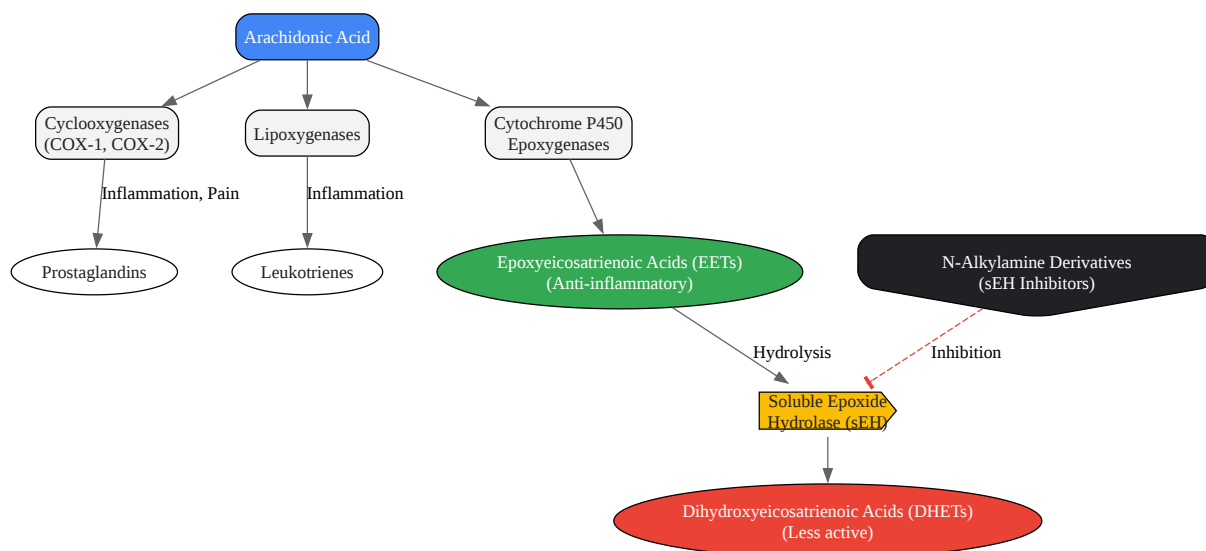 Arachidonic Acid
Cyclooxygenases
(COX-1, COX-2)
Lipoxygenases
Cytochrome P450
Epoxygenases
Inflammation, Pain
Inflammation
Prostaglandins
Leukotrienes
Epoxyeicosatrienoic Acids (EETs)
(Anti-inflammatory)
N-Alkylamine Derivatives
(sEH Inhibitors)
Hydrolysis
Inhibition
Soluble Epoxide
Hydrolase (sEH)
Dihydroxyeicosatrienoic Acids (DHETs)
(Less active)